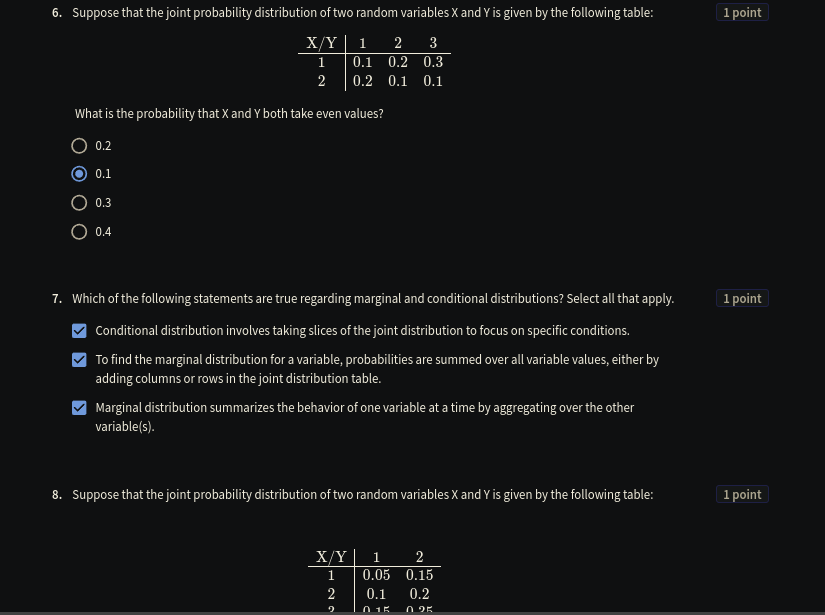 6. Suppose that the joint probability distribution of two random variables X and Y is given by the following table: 1 point
X/Y 1 2 3
1 0.1 0.2 0.3
2 0.2 0.1 0.1
What is the probability that X and Y both take even values?
0.2
0.1
0.3
0.4
7. Which of the following statements are true regarding marginal and conditional distributions? Select all that apply. 1 point
Conditional distribution involves taking slices of the joint distribution to focus on specific conditions.
To find the marginal distribution for a variable, probabilities are summed over all variable values, either by
adding columns or rows in the joint distribution table.
Marginal distribution summarizes the behavior of one variable at a time by aggregating over the other
variable(s).
8. Suppose that the joint probability distribution of two random variables X and Y is given by the following table: 1 point
X/Y 1 2
1 0.05 0.15
2 0.1 0.2
3 0.15 0.35